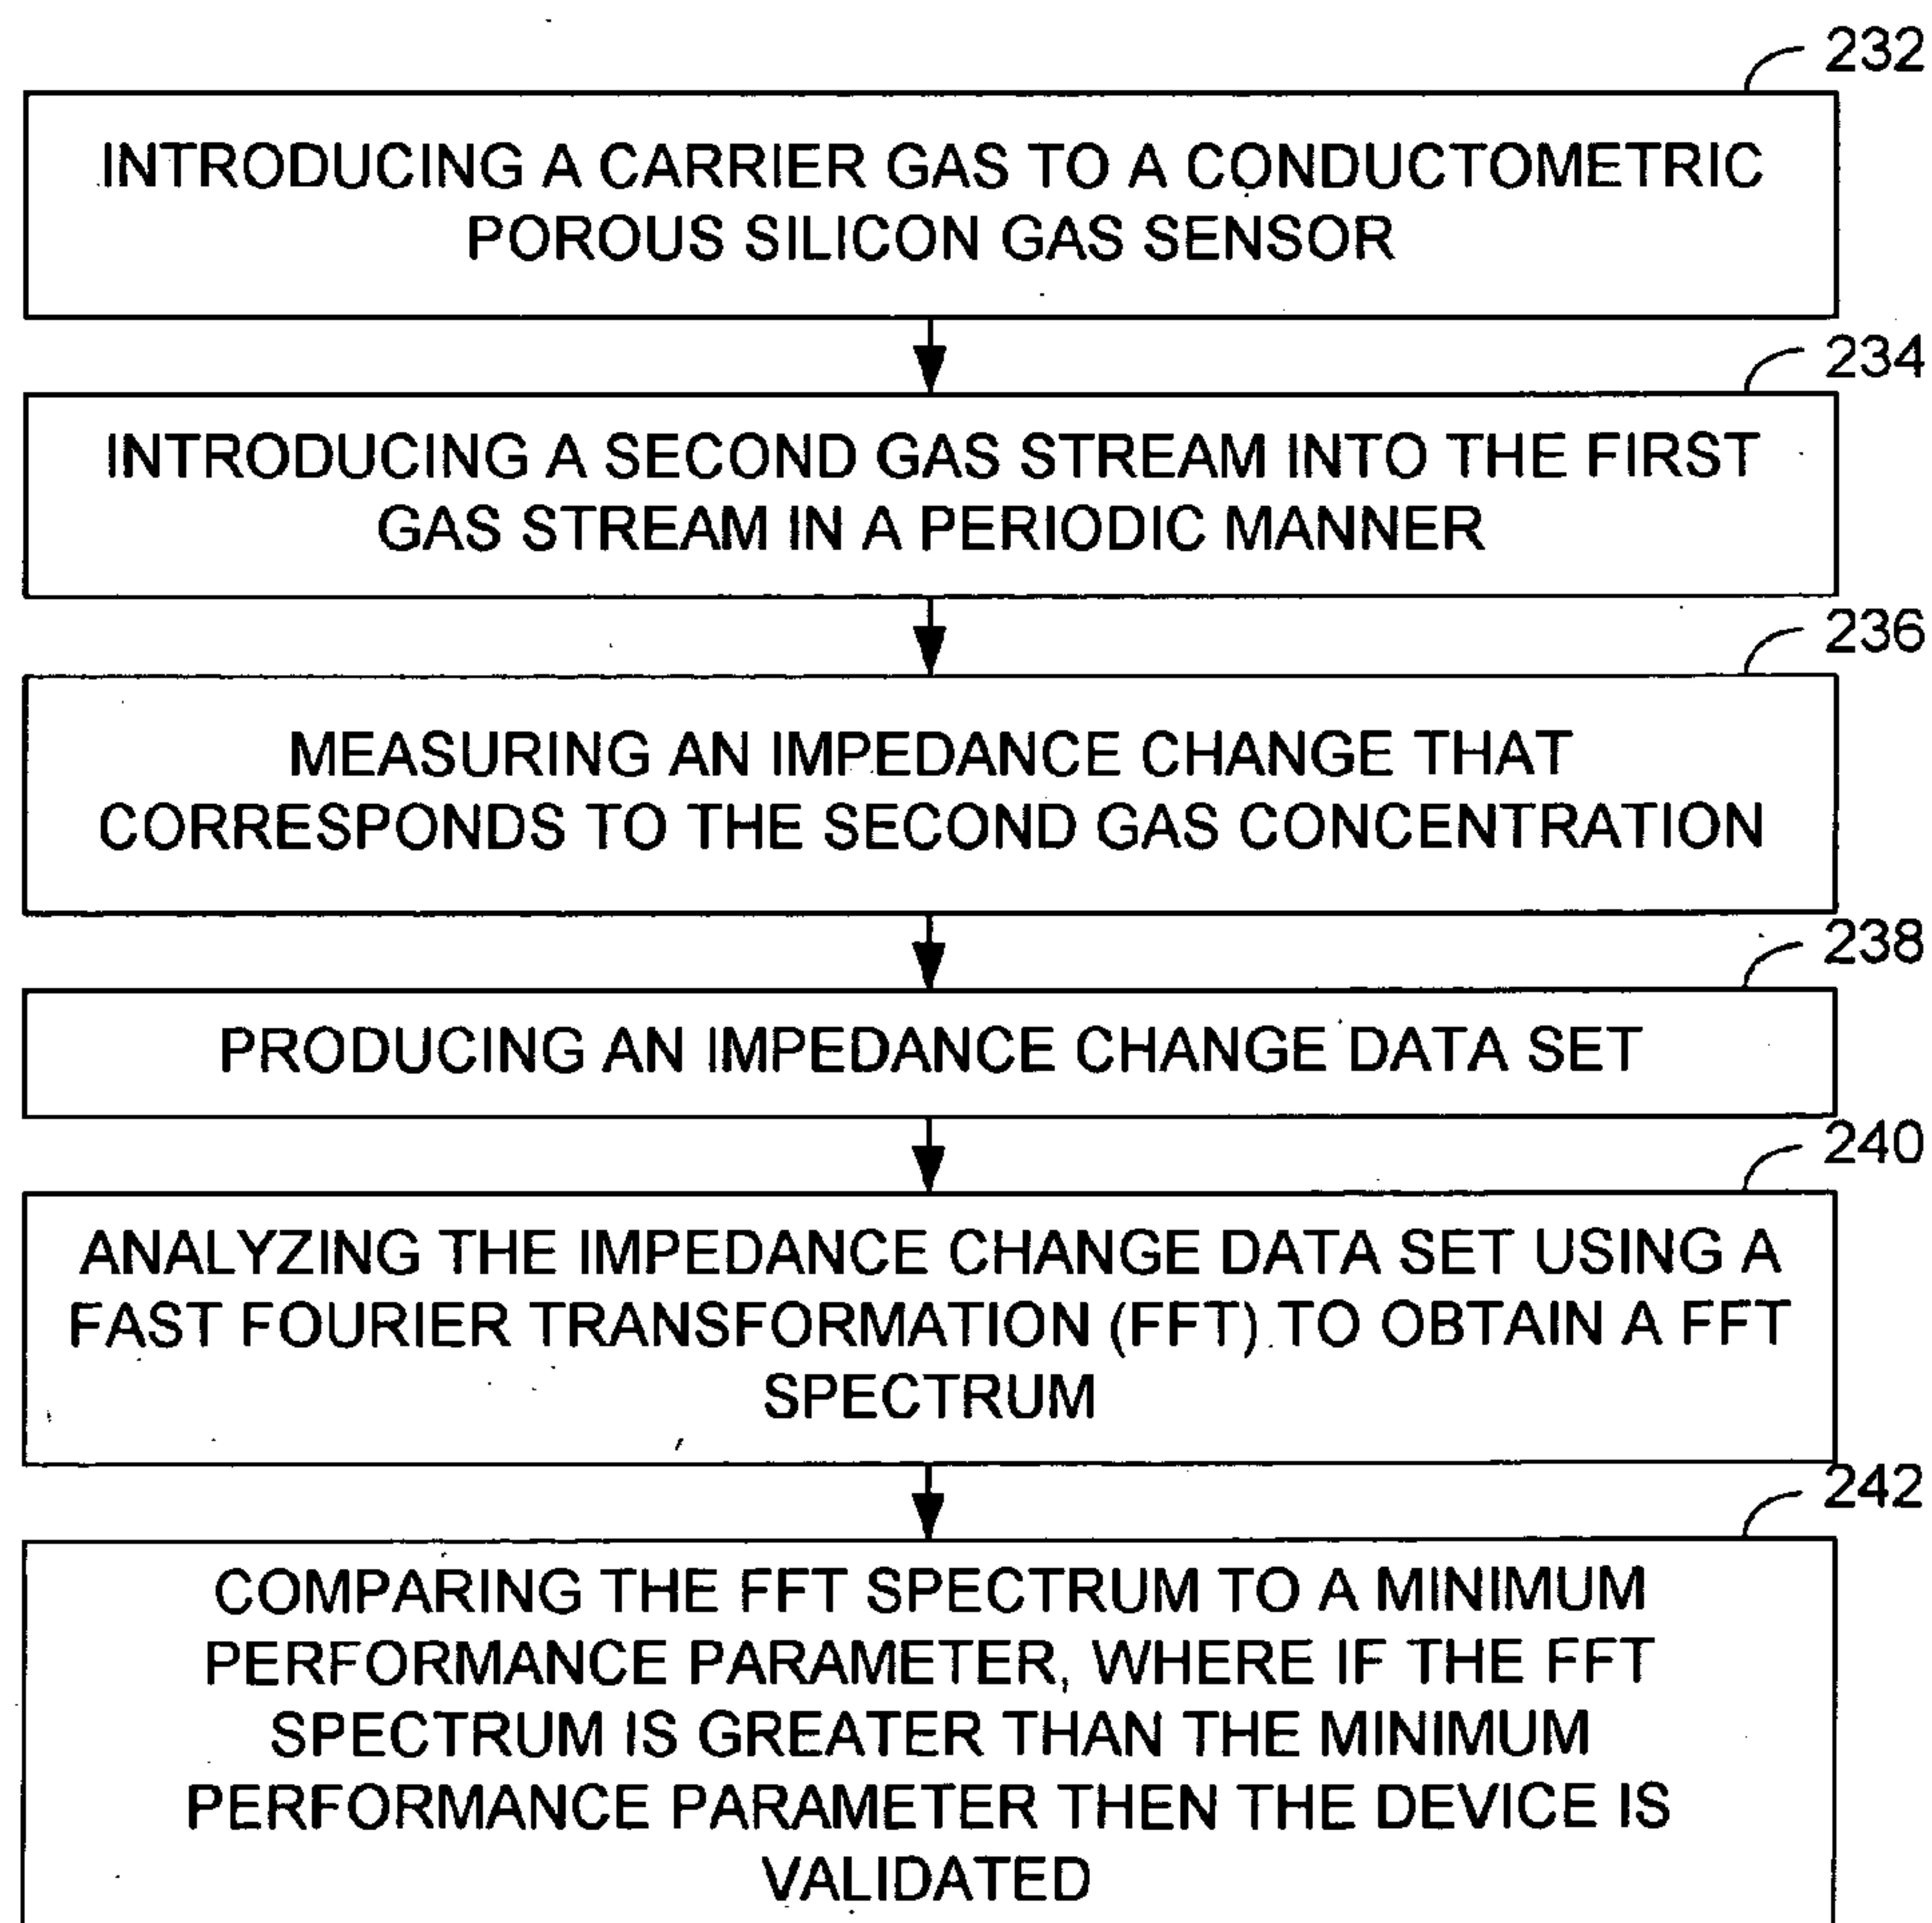 232
INTRODUCING A CARRIER GAS TO A CONDUCTOMETRIC
POROUS SILICON GAS SENSOR
234
INTRODUCING A SECOND GAS STREAM INTO THE FIRST
GAS STREAM IN A PERIODIC MANNER
236
MEASURING AN IMPEDANCE CHANGE THAT
CORRESPONDS TO THE SECOND GAS CONCENTRATION
238
PRODUCING AN IMPEDANCE CHANGE DATA SET
240
ANALYZING THE IMPEDANCE CHANGE DATA SET USING A
FAST FOURIER TRANSFORMATION (FFT) TO OBTAIN A FFT
SPECTRUM
242
COMPARING THE FFT SPECTRUM TO A MINIMUM
PERFORMANCE PARAMETER, WHERE IF THE FFT
SPECTRUM IS GREATER THAN THE MINIMUM
PERFORMANCE PARAMETER THEN THE DEVICE IS
VALIDATED